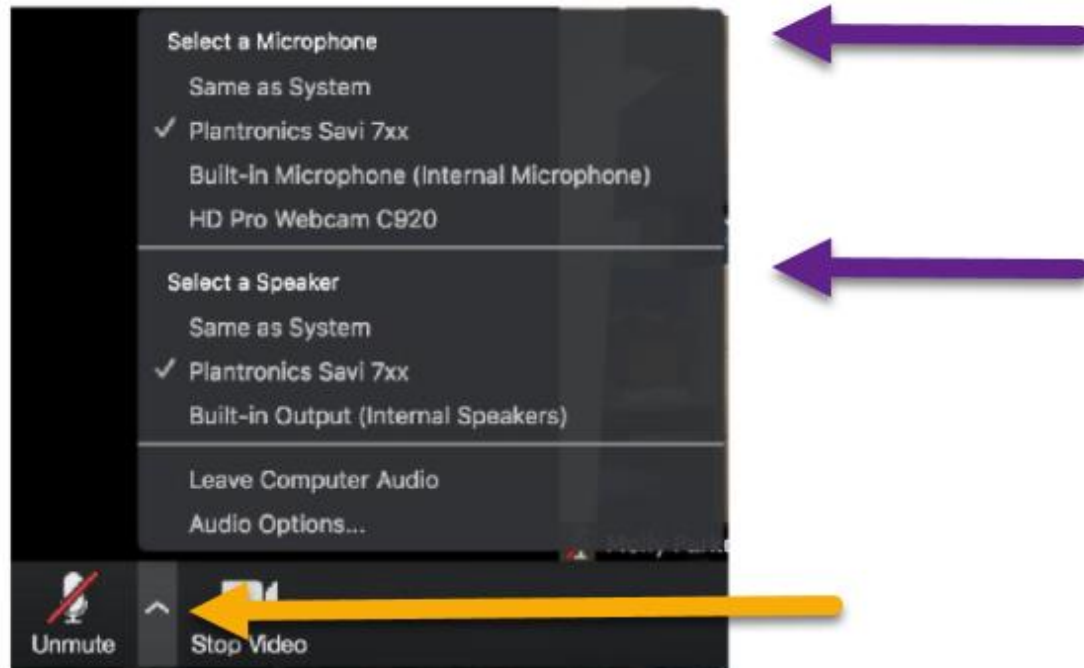 Select a Microphone
Same as System
✓ Plantronics Savi 7xx
Built-in Microphone (Internal Microphone)
HD Pro Webcam C920
Select a Speaker
Same as System
✓ Plantronics Savi 7xx
Built-in Output (Internal Speakers)
Leave Computer Audio
Audio Options...
Molly
Unmute
Stop Video